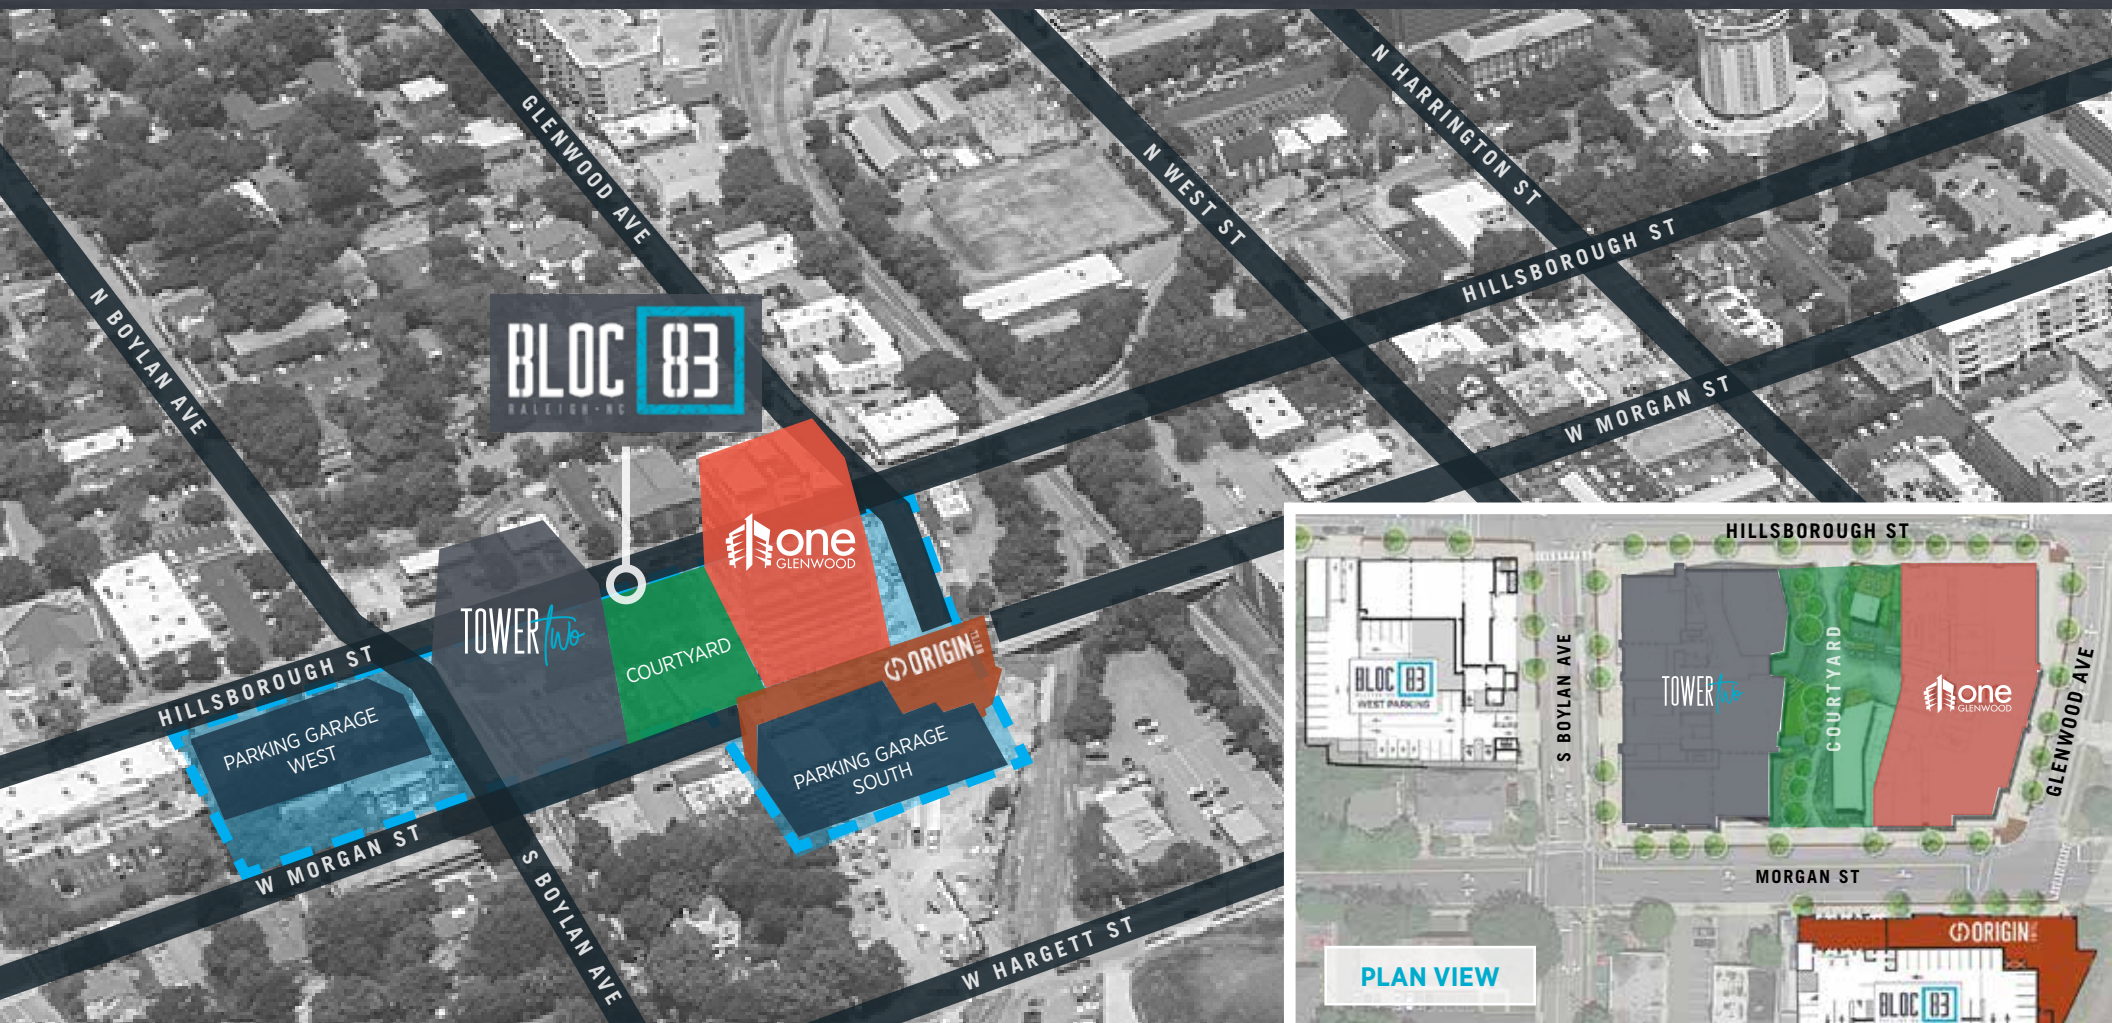 GLENWOOD AVE
N WEST ST
N HARRINGTON ST
N BOYLAN AVE
HILLSBOROUGH ST
W MORGAN ST
BLOC 83
RALEIGH-NC
one
GLENWOOD
TOWER two
COURTYARD
ORIGIN
HOTEL
HILLSBOROUGH ST
PARKING GARAGE
WEST
PARKING GARAGE
SOUTH
W MORGAN ST
S BOYLAN AVE
W HARGETT ST
HILLSBOROUGH ST
BLOC 83
WEST PARKING
S BOYLAN AVE
TOWER two
COURTYARD
one
GLENWOOD
GLENWOOD AVE
MORGAN ST
ORIGIN
PLAN VIEW
BLOC 83